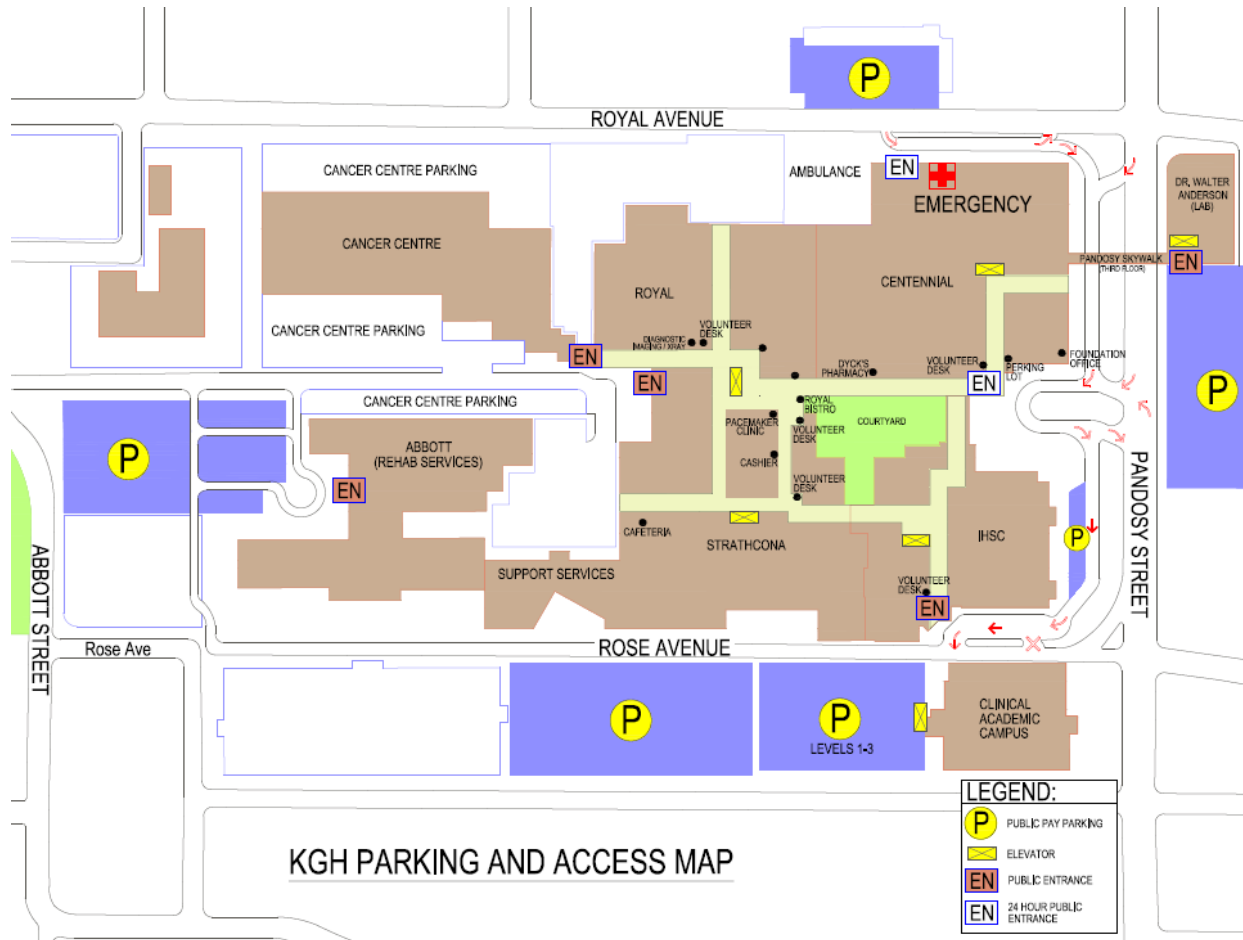 P
ROYAL AVENUE
CANCER CENTRE PARKING
AMBULANCE
EN
EMERGENCY
DR. WALTER
ANDERSON
(LAB)
CANCER CENTRE
PANDOSY SKYWALK
(THIRD FLOOR)
EN
ROYAL
CENTENNIAL
CANCER CENTRE PARKING
VOLUNTEER
DESK
DIAGNOSTIC
IMAGING / XRAY
EN
EN
DYCK'S
PHARMACY
VOLUNTEER
DESK
EN
PERKING
LOT
FOUNDATION
OFFICE
P
CANCER CENTRE PARKING
ROYAL
BISTRO
PACEMAKER
CLINIC
VOLUNTEER
DESK
COURTYARD
P
ABBOTT
(REHAB SERVICES)
EN
CASHIER
VOLUNTEER
DESK
CAFETERIA
STRATHCONA
IHSC
P
PANDOSY STREET
SUPPORT SERVICES
VOLUNTEER
DESK
EN
ABBOTT STREET
Rose Ave
ROSE AVENUE
P
P
LEVELS 1-3
CLINICAL
ACADEMIC
CAMPUS
LEGEND:
P PUBLIC PAY PARKING
ELEVATOR
EN PUBLIC ENTRANCE
EN 24 HOUR PUBLIC
ENTRANCE
KGH PARKING AND ACCESS MAP